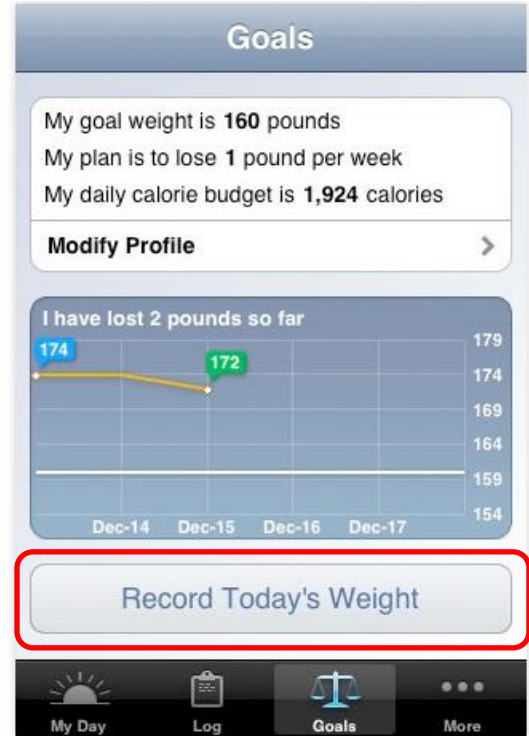 Goals
My goal weight is 160 pounds
My plan is to lose 1 pound per week
My daily calorie budget is 1,924 calories
Modify Profile
I have lost 2 pounds so far
179
174
172
174
169
164
159
154
Dec-14 Dec-15 Dec-16 Dec-17
Record Today's Weight
My Day Log Goals More